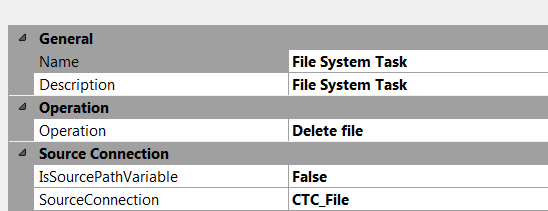 General
Name File System Task
Description File System Task
Operation
Operation Delete file
Source Connection
IsSourcePathVariable False
SourceConnection CTC_File